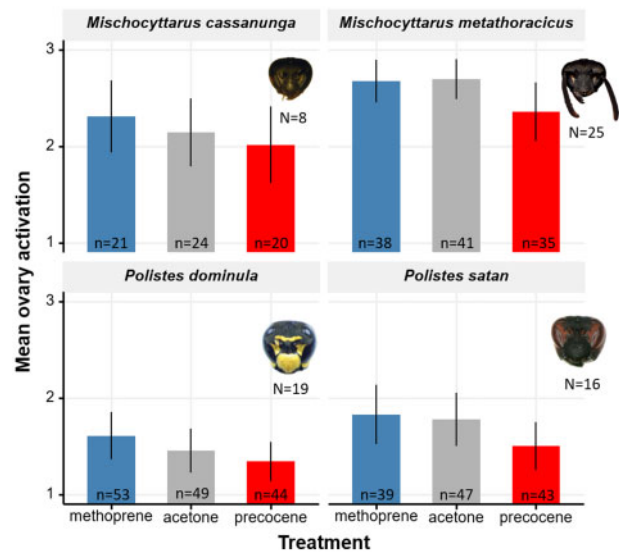 Mischocyttarus cassanunga
Mischocyttarus metathoracicus
3
2
1
N=8
n=21 n=24 n=20
N=25
n=38 n=41 n=35
Mean ovary activation
Polistes dominula
Polistes satan
3
2
1
N=19
n=53 n=49 n=44
N=16
n=39 n=47 n=43
methoprene acetone precocene
methoprene acetone precocene
Treatment